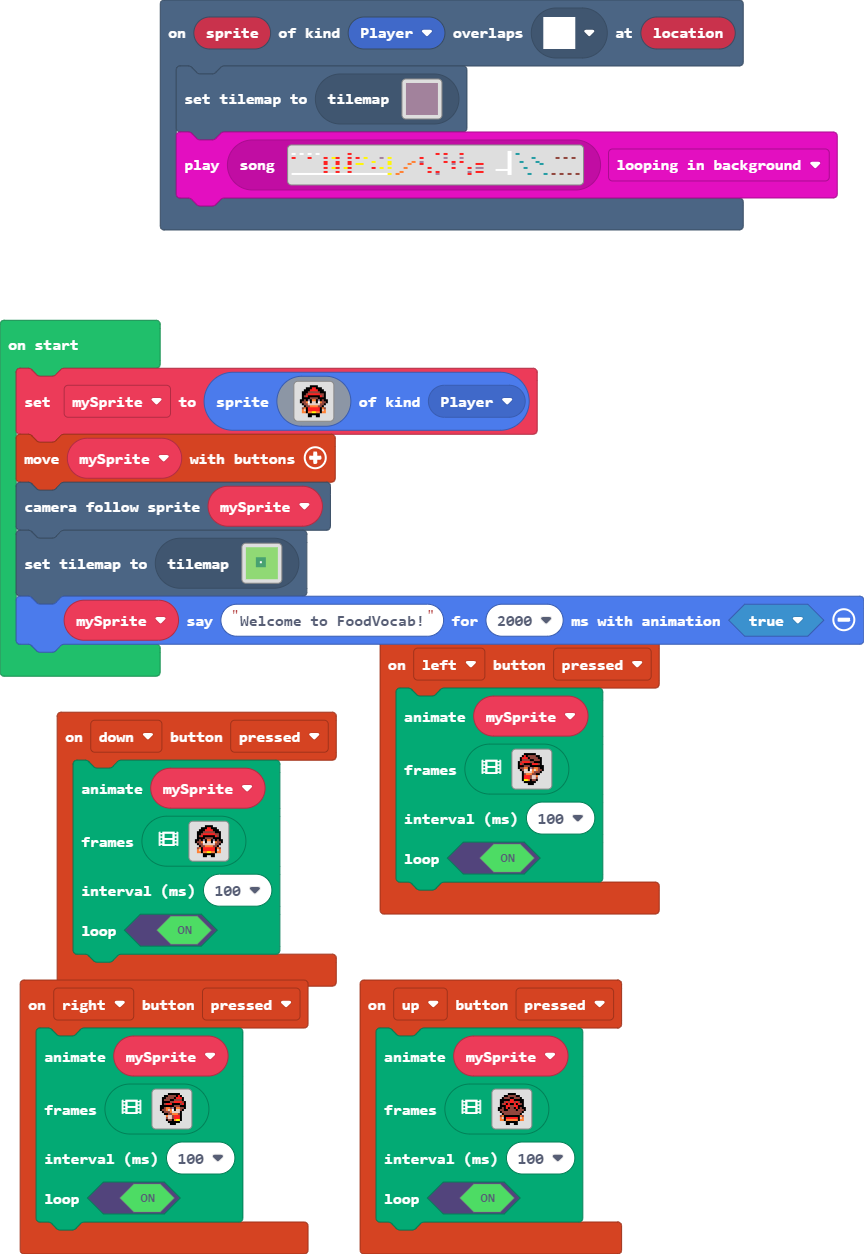 on sprite of kind Player overlaps at location
set tilemap to tilemap
play song looping in background
on start
set mySprite to sprite of kind Player
move mySprite with buttons
camera follow sprite mySprite
set tilemap to tilemap
mySprite say "Welcome to FoodVocab!" for 2000 ms with animation true
on left button pressed
animate mySprite
frames
interval (ms) 100
loop ON
on down button pressed
animate mySprite
frames
interval (ms) 100
loop ON
on right button pressed
animate mySprite
frames
interval (ms) 100
loop ON
on up button pressed
animate mySprite
frames
interval (ms) 100
loop ON